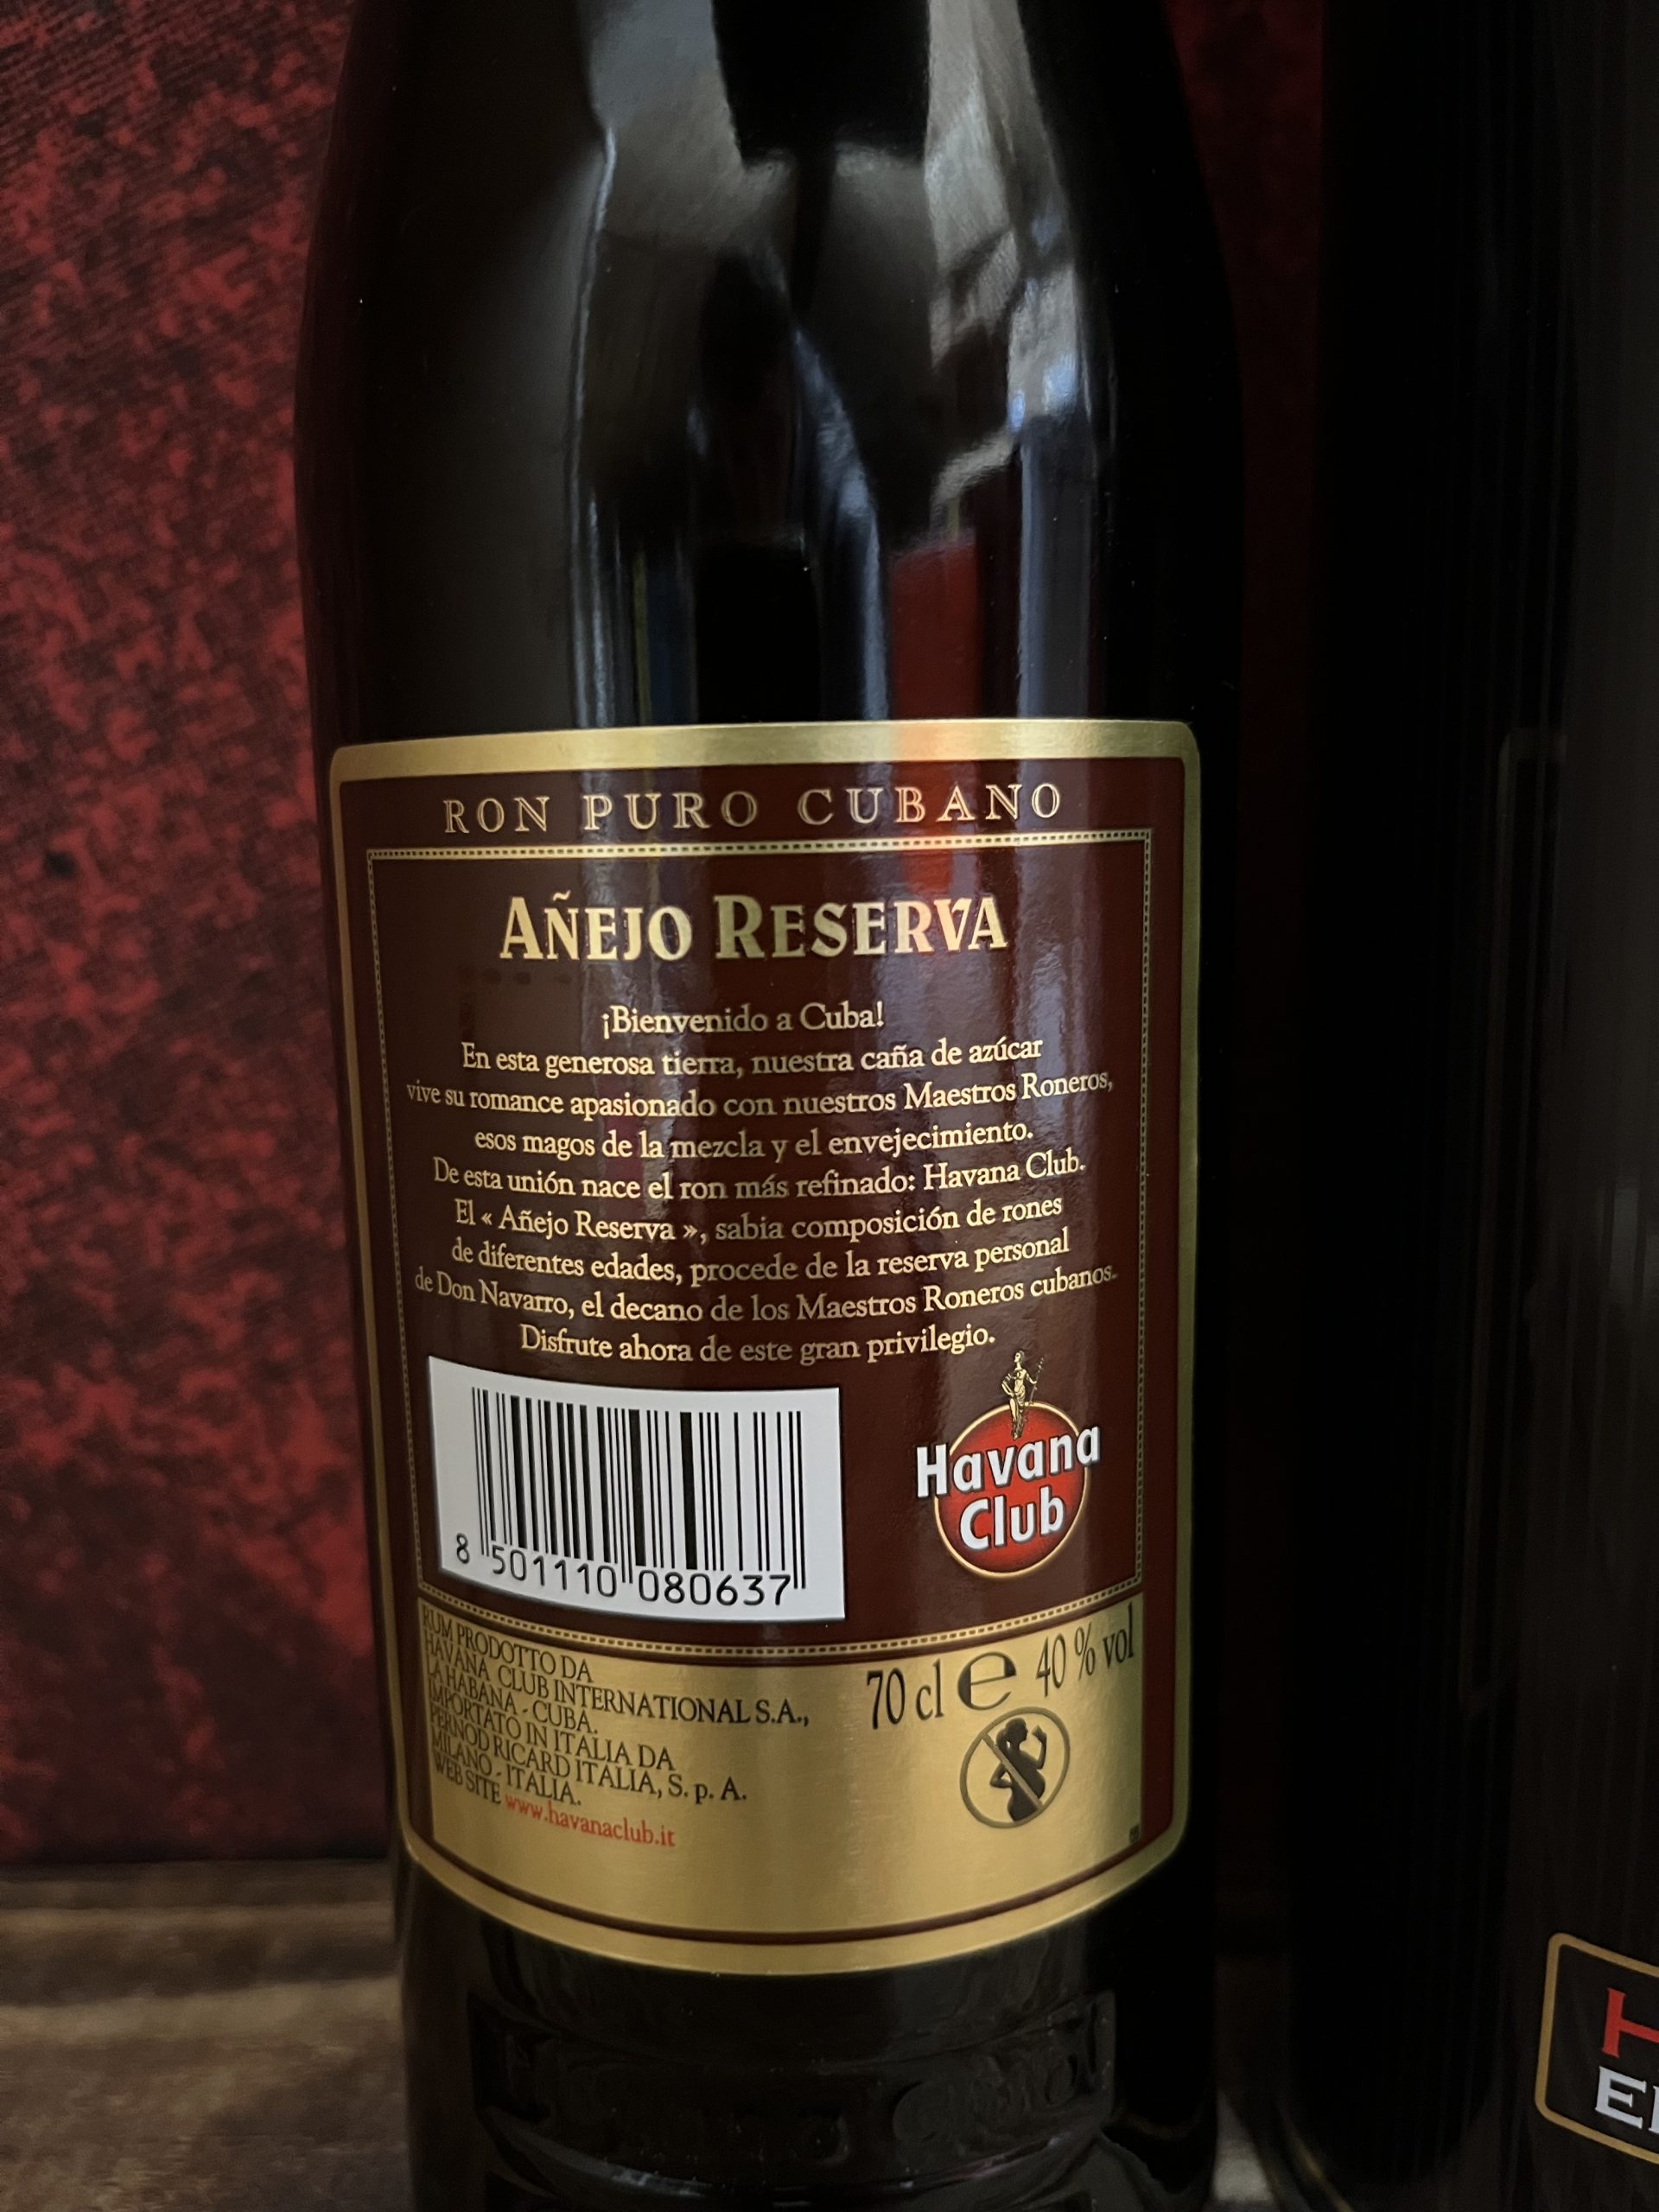 RON PURO CUBANO
AÑEJO RESERVA
¡Bienvenido a Cuba!
En esta generosa tierra, nuestra caña de azúcar
vive su romance apasionado con nuestros Maestros Roneros,
esos magos de la mezcla y el envejecimiento.
De esta unión nace el ron más refinado: Havana Club.
El « Añejo Reserva », sabia composición de rones
de diferentes edades, procede de la reserva personal
de Don Navarro, el decano de los Maestros Roneros cubanos.
Disfrute ahora de este gran privilegio.
8 501110 080637
Havana
Club
RUM PRODOTTO DA
HAVANA CLUB INTERNATIONAL S.A.,
LA HABANA - CUBA.
IMPORTATO IN ITALIA DA
PERNOD RICARD ITALIA, S. p. A.
MILANO - ITALIA.
WEB SITE www.havanaclub.it
70 cl e 40 % vol